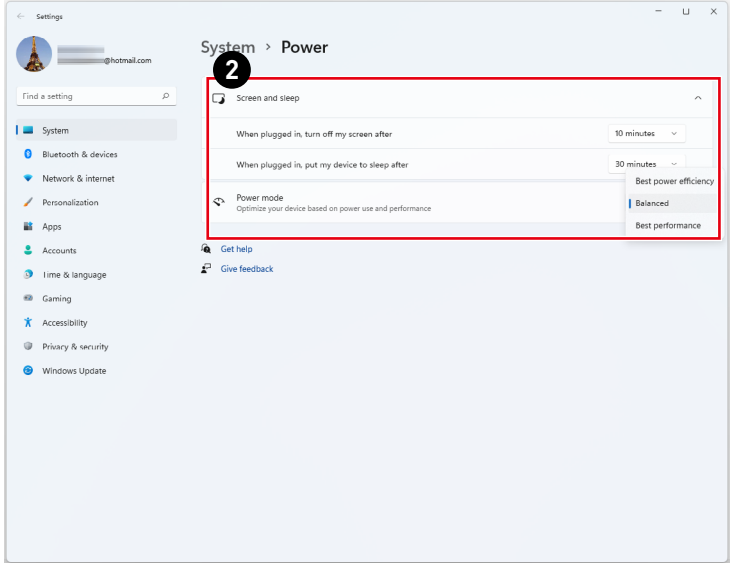 Settings
@hotmail.com
Find a setting
System
Bluetooth & devices
Network & internet
Personalization
Apps
Accounts
Time & language
Gaming
Accessibility
Privacy & security
Windows Update
System > Power
2
Screen and sleep
When plugged in, turn off my screen after
10 minutes
When plugged in, put my device to sleep after
30 minutes
Power mode
Optimize your device based on power use and performance
Best power efficiency
Balanced
Best performance
Get help
Give feedback